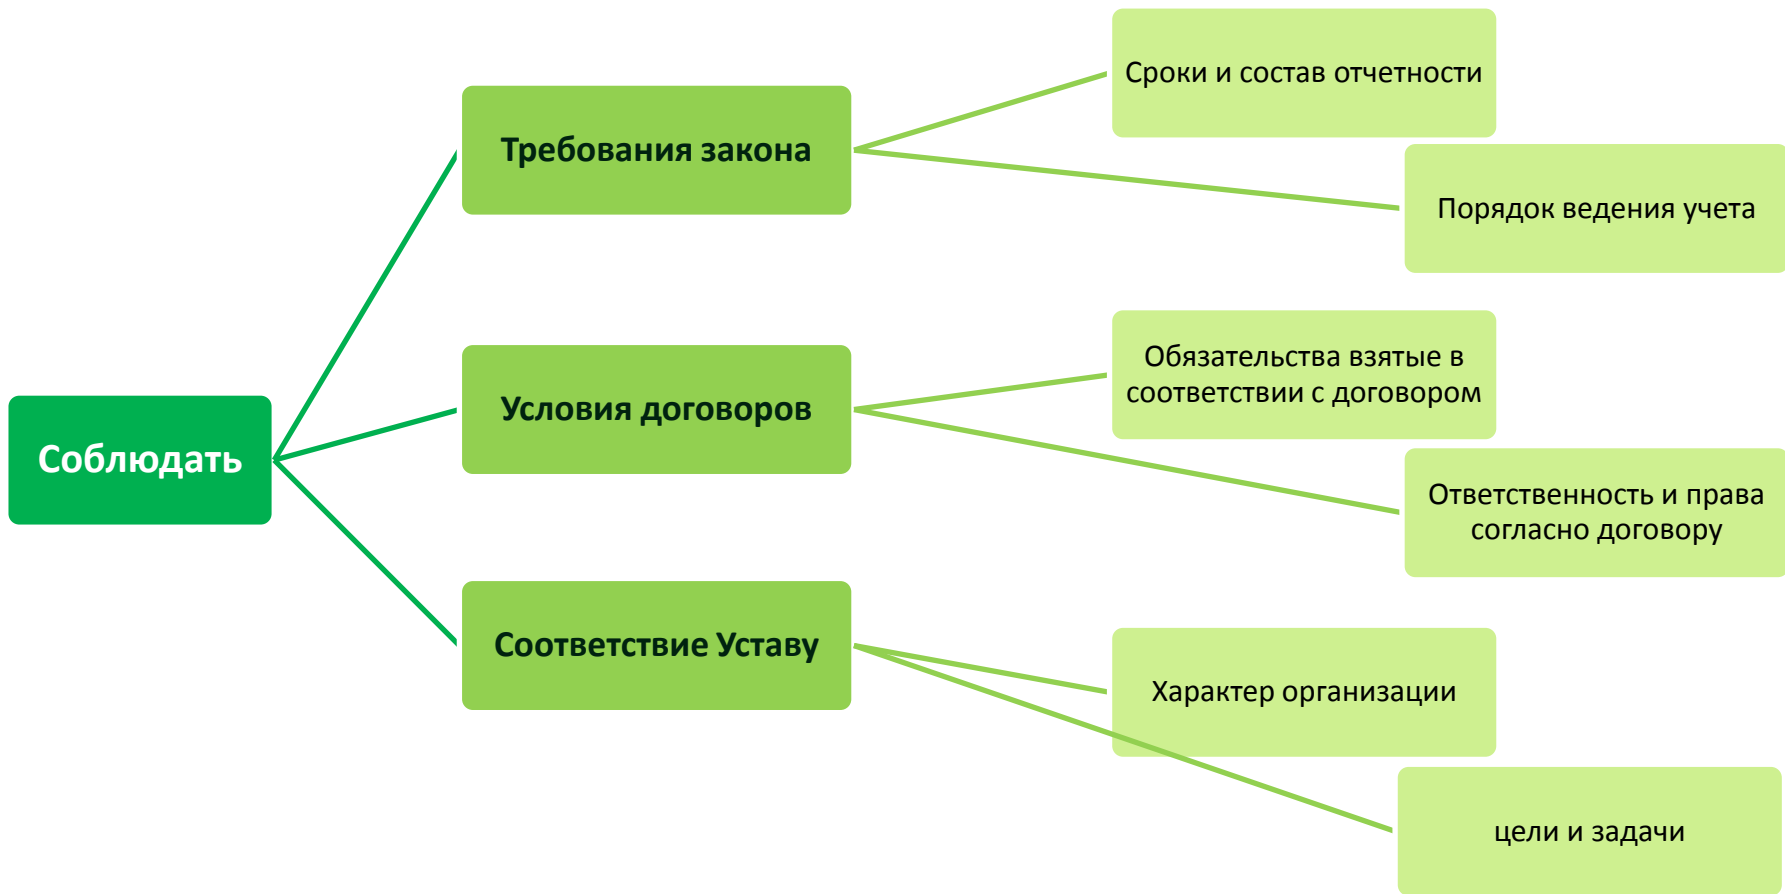 Соблюдать
Требования закона
Сроки и состав отчетности
Порядок ведения учета
Условия договоров
Обязательства взятые в
соответствии с договором
Ответственность и права
согласно договору
Соответствие Уставу
Характер организации
цели и задачи